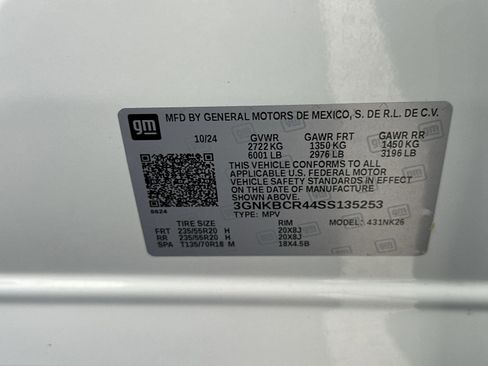 gm
MFD BY GENERAL MOTORS DE MEXICO, S. DE R.L. DE C.V.
10/24 GVWR GAWR FRT GAWR RR
2722 KG 1350 KG 1450 KG
6001 LB 2976 LB 3196 LB
THIS VEHICLE CONFORMS TO ALL
APPLICABLE U.S. FEDERAL MOTOR
VEHICLE SAFETY STANDARDS IN EFFECT
ON THE DATE OF MANUFACTURE
SHOWN ABOVE.
3GNKBCR44SS135253
TYPE: MPV MODEL: 431NK26
TIRE SIZE RIM
FRT 235/55R20 H 20X8J
RR 235/55R20 H 20X8J
SPA T135/70R18 M 18X4.5B